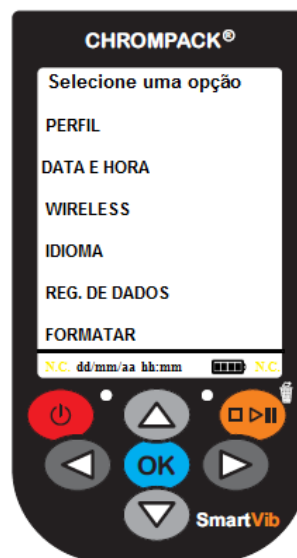 CHROMPACK®
Selecione uma opção
PERFIL
DATA E HORA
WIRELESS
IDIOMA
REG. DE DADOS
FORMATAR
N.C. dd/mm/aa hh:mm N.C.
OK
SmartVib